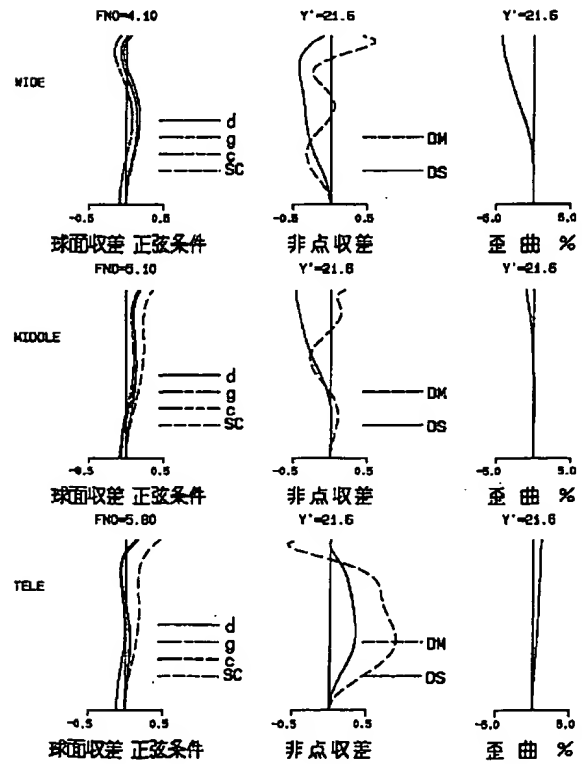 FNO=4.10 Y'=21.6 Y'=21.6
WIDE
d
g
c
SC
DM
DS
-0.5 0.5 -0.5 0.5 -5.0 5.0
球面収差 正弦条件 非点収差 歪 曲 %
FNO=5.10 Y'=21.6 Y'=21.6
MIDDLE
d
g
c
SC
DM
DS
-0.5 0.5 -0.5 0.5 -5.0 5.0
球面収差 正弦条件 非点収差 歪 曲 %
FNO=5.80 Y'=21.6 Y'=21.6
TELE
d
g
c
SC
DM
DS
-0.5 0.5 -0.5 0.5 -5.0 5.0
球面収差 正弦条件 非点収差 歪 曲 %